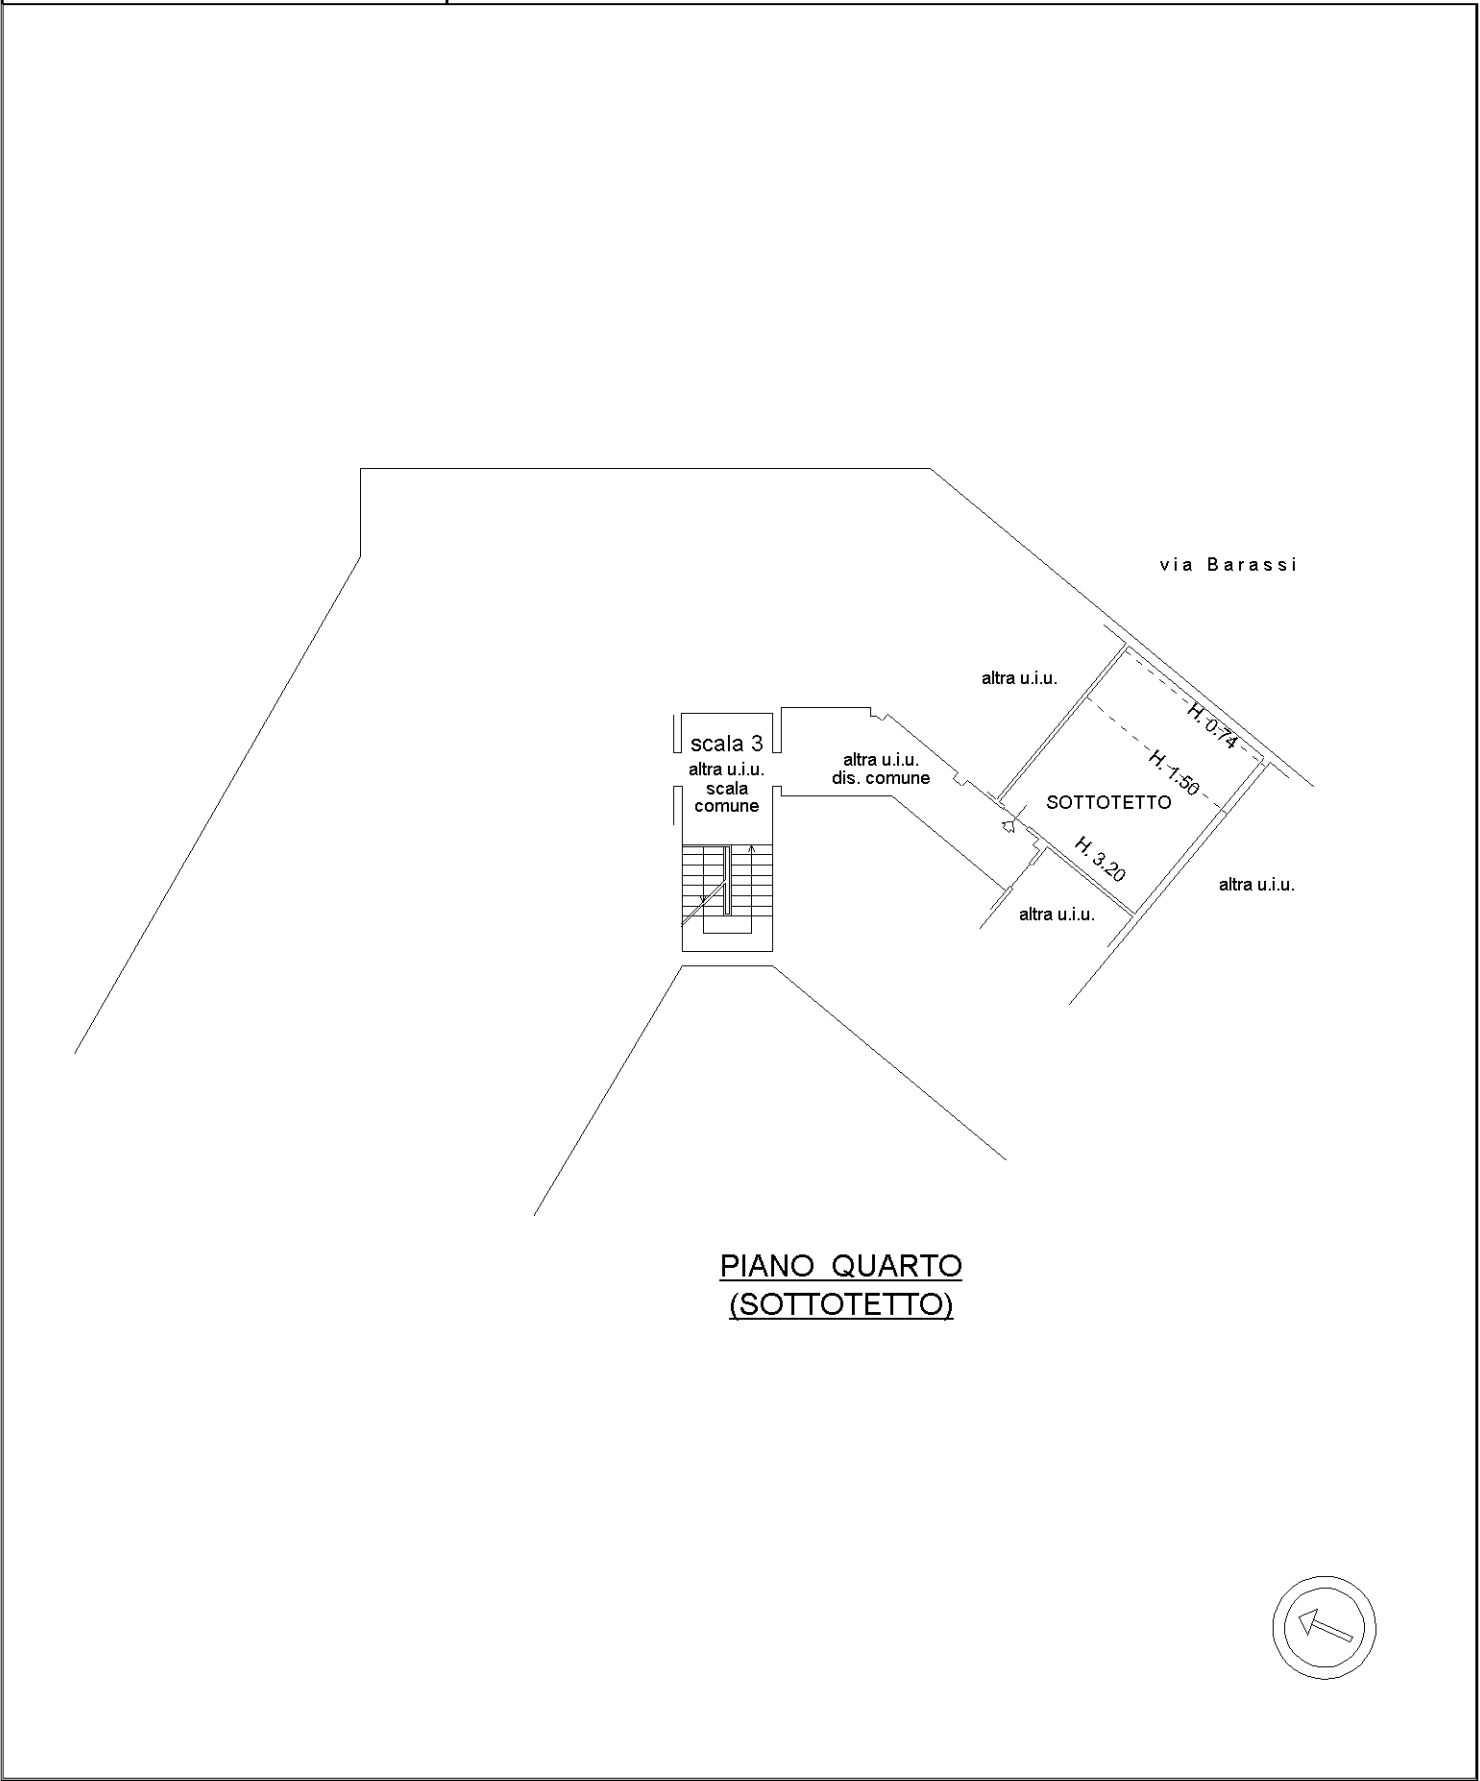 via Barassi
altra u.i.u.
H. 0.74
scala 3
altra u.i.u.
scala
comune
altra u.i.u.
dis. comune
H. 1.50
SOTTOTETTO
H. 3.20
altra u.i.u.
altra u.i.u.
PIANO QUARTO
(SOTTOTETTO)